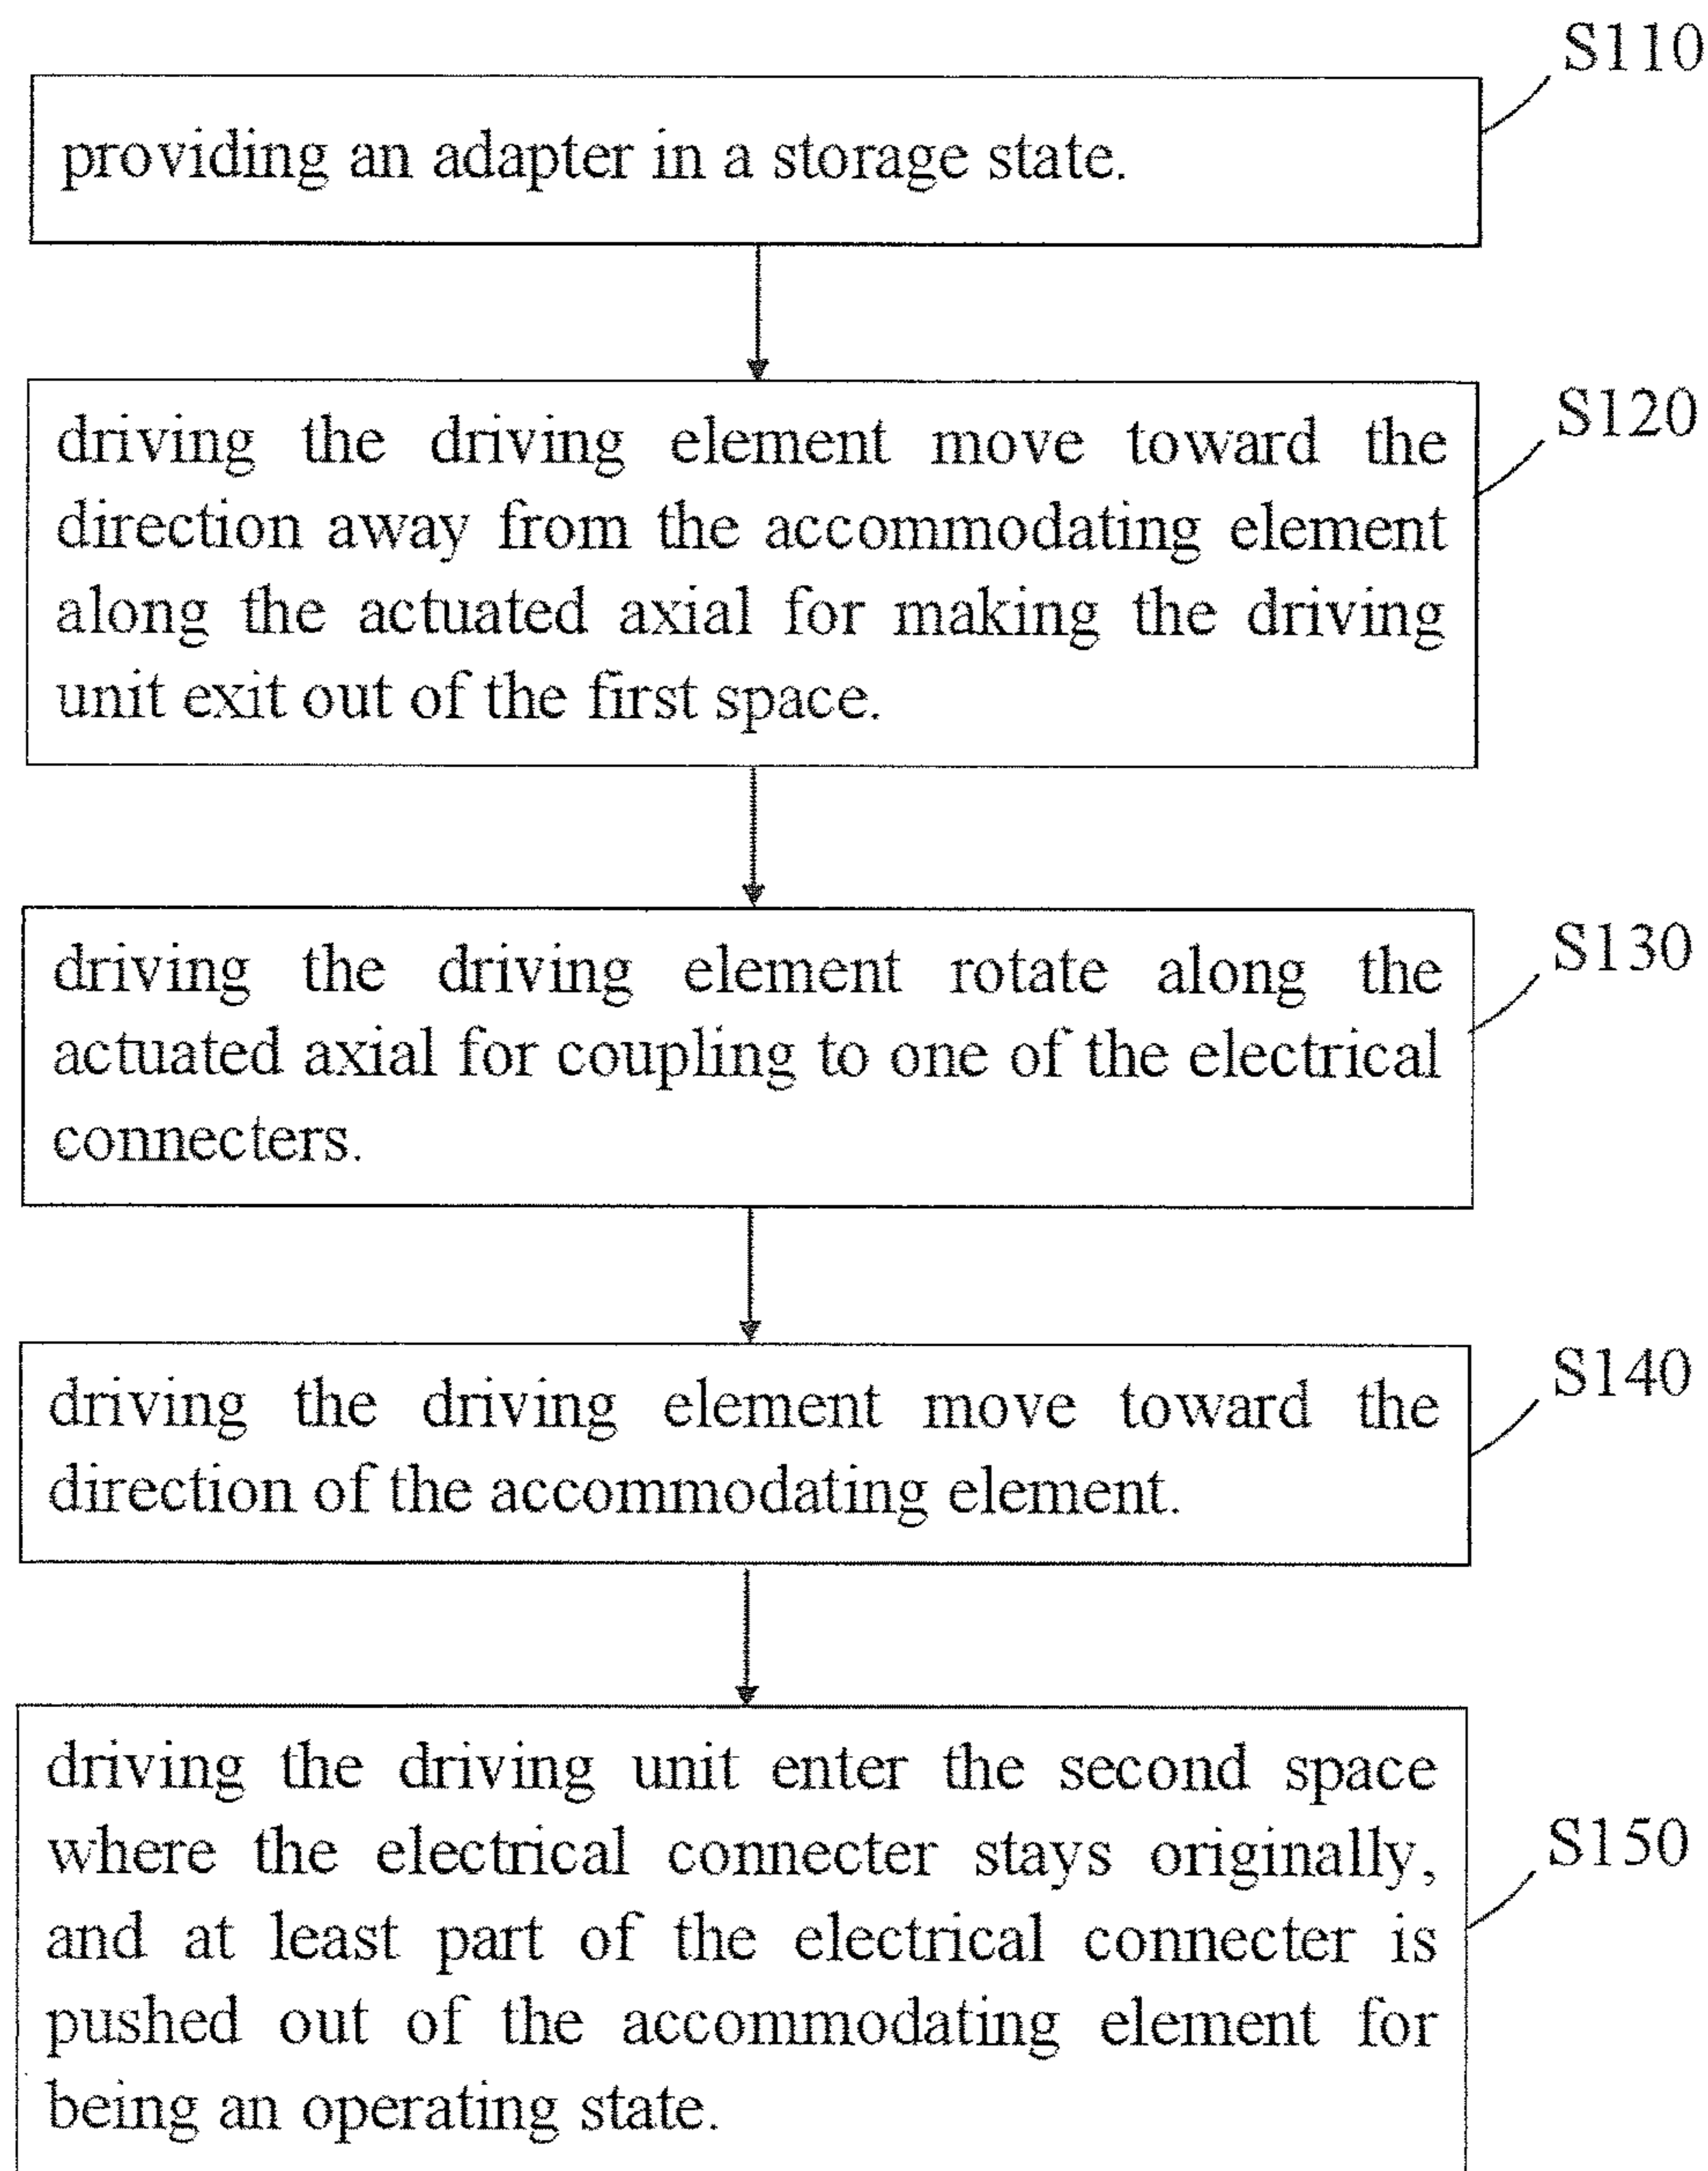 S110
providing an adapter in a storage state.
S120
driving the driving element move toward the
direction away from the accommodating element
along the actuated axial for making the driving
unit exit out of the first space.
S130
driving the driving element rotate along the
actuated axial for coupling to one of the electrical
connecters.
S140
driving the driving element move toward the
direction of the accommodating element.
S150
driving the driving unit enter the second space
where the electrical connecter stays originally,
and at least part of the electrical connecter is
pushed out of the accommodating element for
being an operating state.